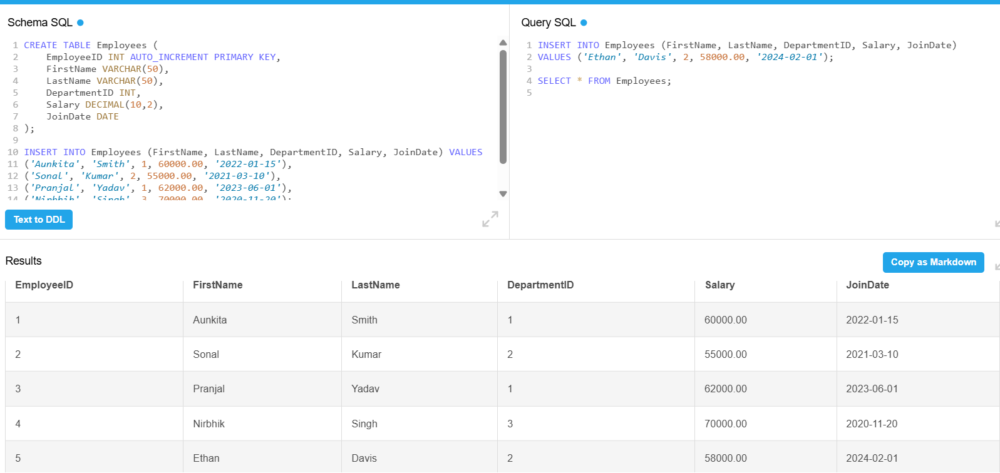 Schema SQL
1 CREATE TABLE Employees (
2     EmployeeID INT AUTO_INCREMENT PRIMARY KEY,
3     FirstName VARCHAR(50),
4     LastName VARCHAR(50),
5     DepartmentID INT,
6     Salary DECIMAL(10,2),
7     JoinDate DATE
8 );
9
10 INSERT INTO Employees (FirstName, LastName, DepartmentID, Salary, JoinDate) VALUES
11 ('Aunkita', 'Smith', 1, 60000.00, '2022-01-15'),
12 ('Sonal', 'Kumar', 2, 55000.00, '2021-03-10'),
13 ('Pranjal', 'Yadav', 1, 62000.00, '2023-06-01'),
14 ('Nirbhik', 'Singh', 3, 70000.00, '2020-11-20');
Text to DDL
Query SQL
1 INSERT INTO Employees (FirstName, LastName, DepartmentID, Salary, JoinDate)
2 VALUES ('Ethan', 'Davis', 2, 58000.00, '2024-02-01');
3
4 SELECT * FROM Employees;
5
Results
Copy as Markdown
EmployeeID FirstName LastName DepartmentID Salary JoinDate
1 Aunkita Smith 1 60000.00 2022-01-15
2 Sonal Kumar 2 55000.00 2021-03-10
3 Pranjal Yadav 1 62000.00 2023-06-01
4 Nirbhik Singh 3 70000.00 2020-11-20
5 Ethan Davis 2 58000.00 2024-02-01